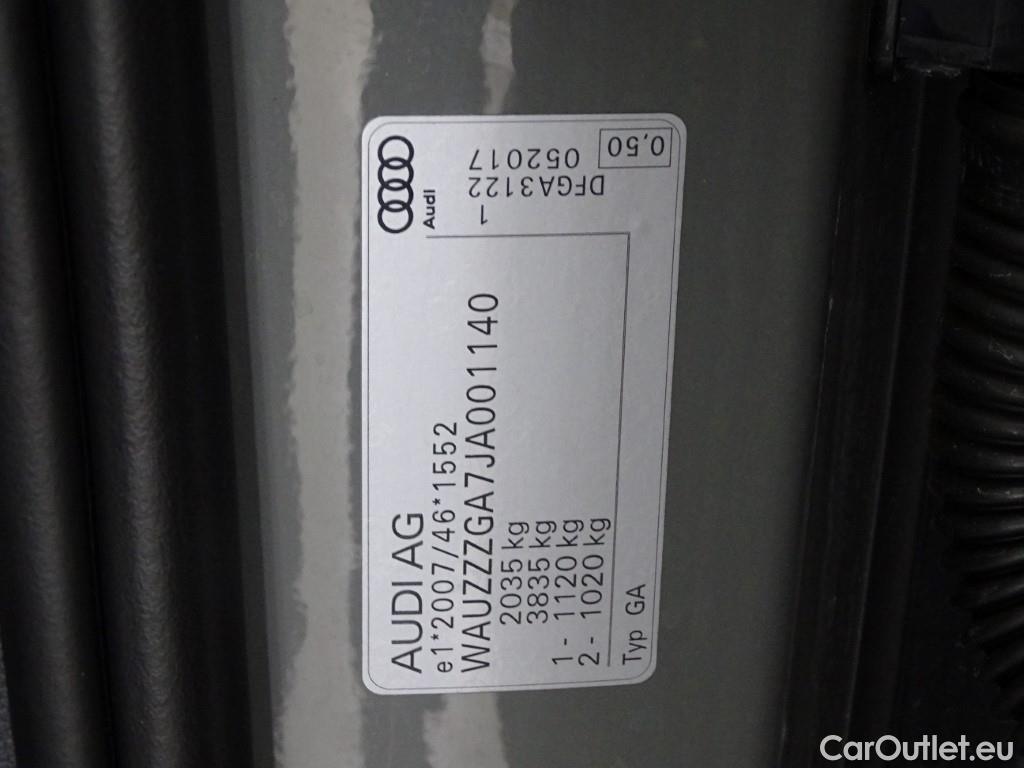 AUDI AG
e1*2007/46*1552
WAUZZZGA7JA001140
2035 kg
3835 kg
1 - 1120 kg
2 - 1020 kg
Typ GA
Audi
1
DFGA3122
052017
0,50
CarOutlet.eu